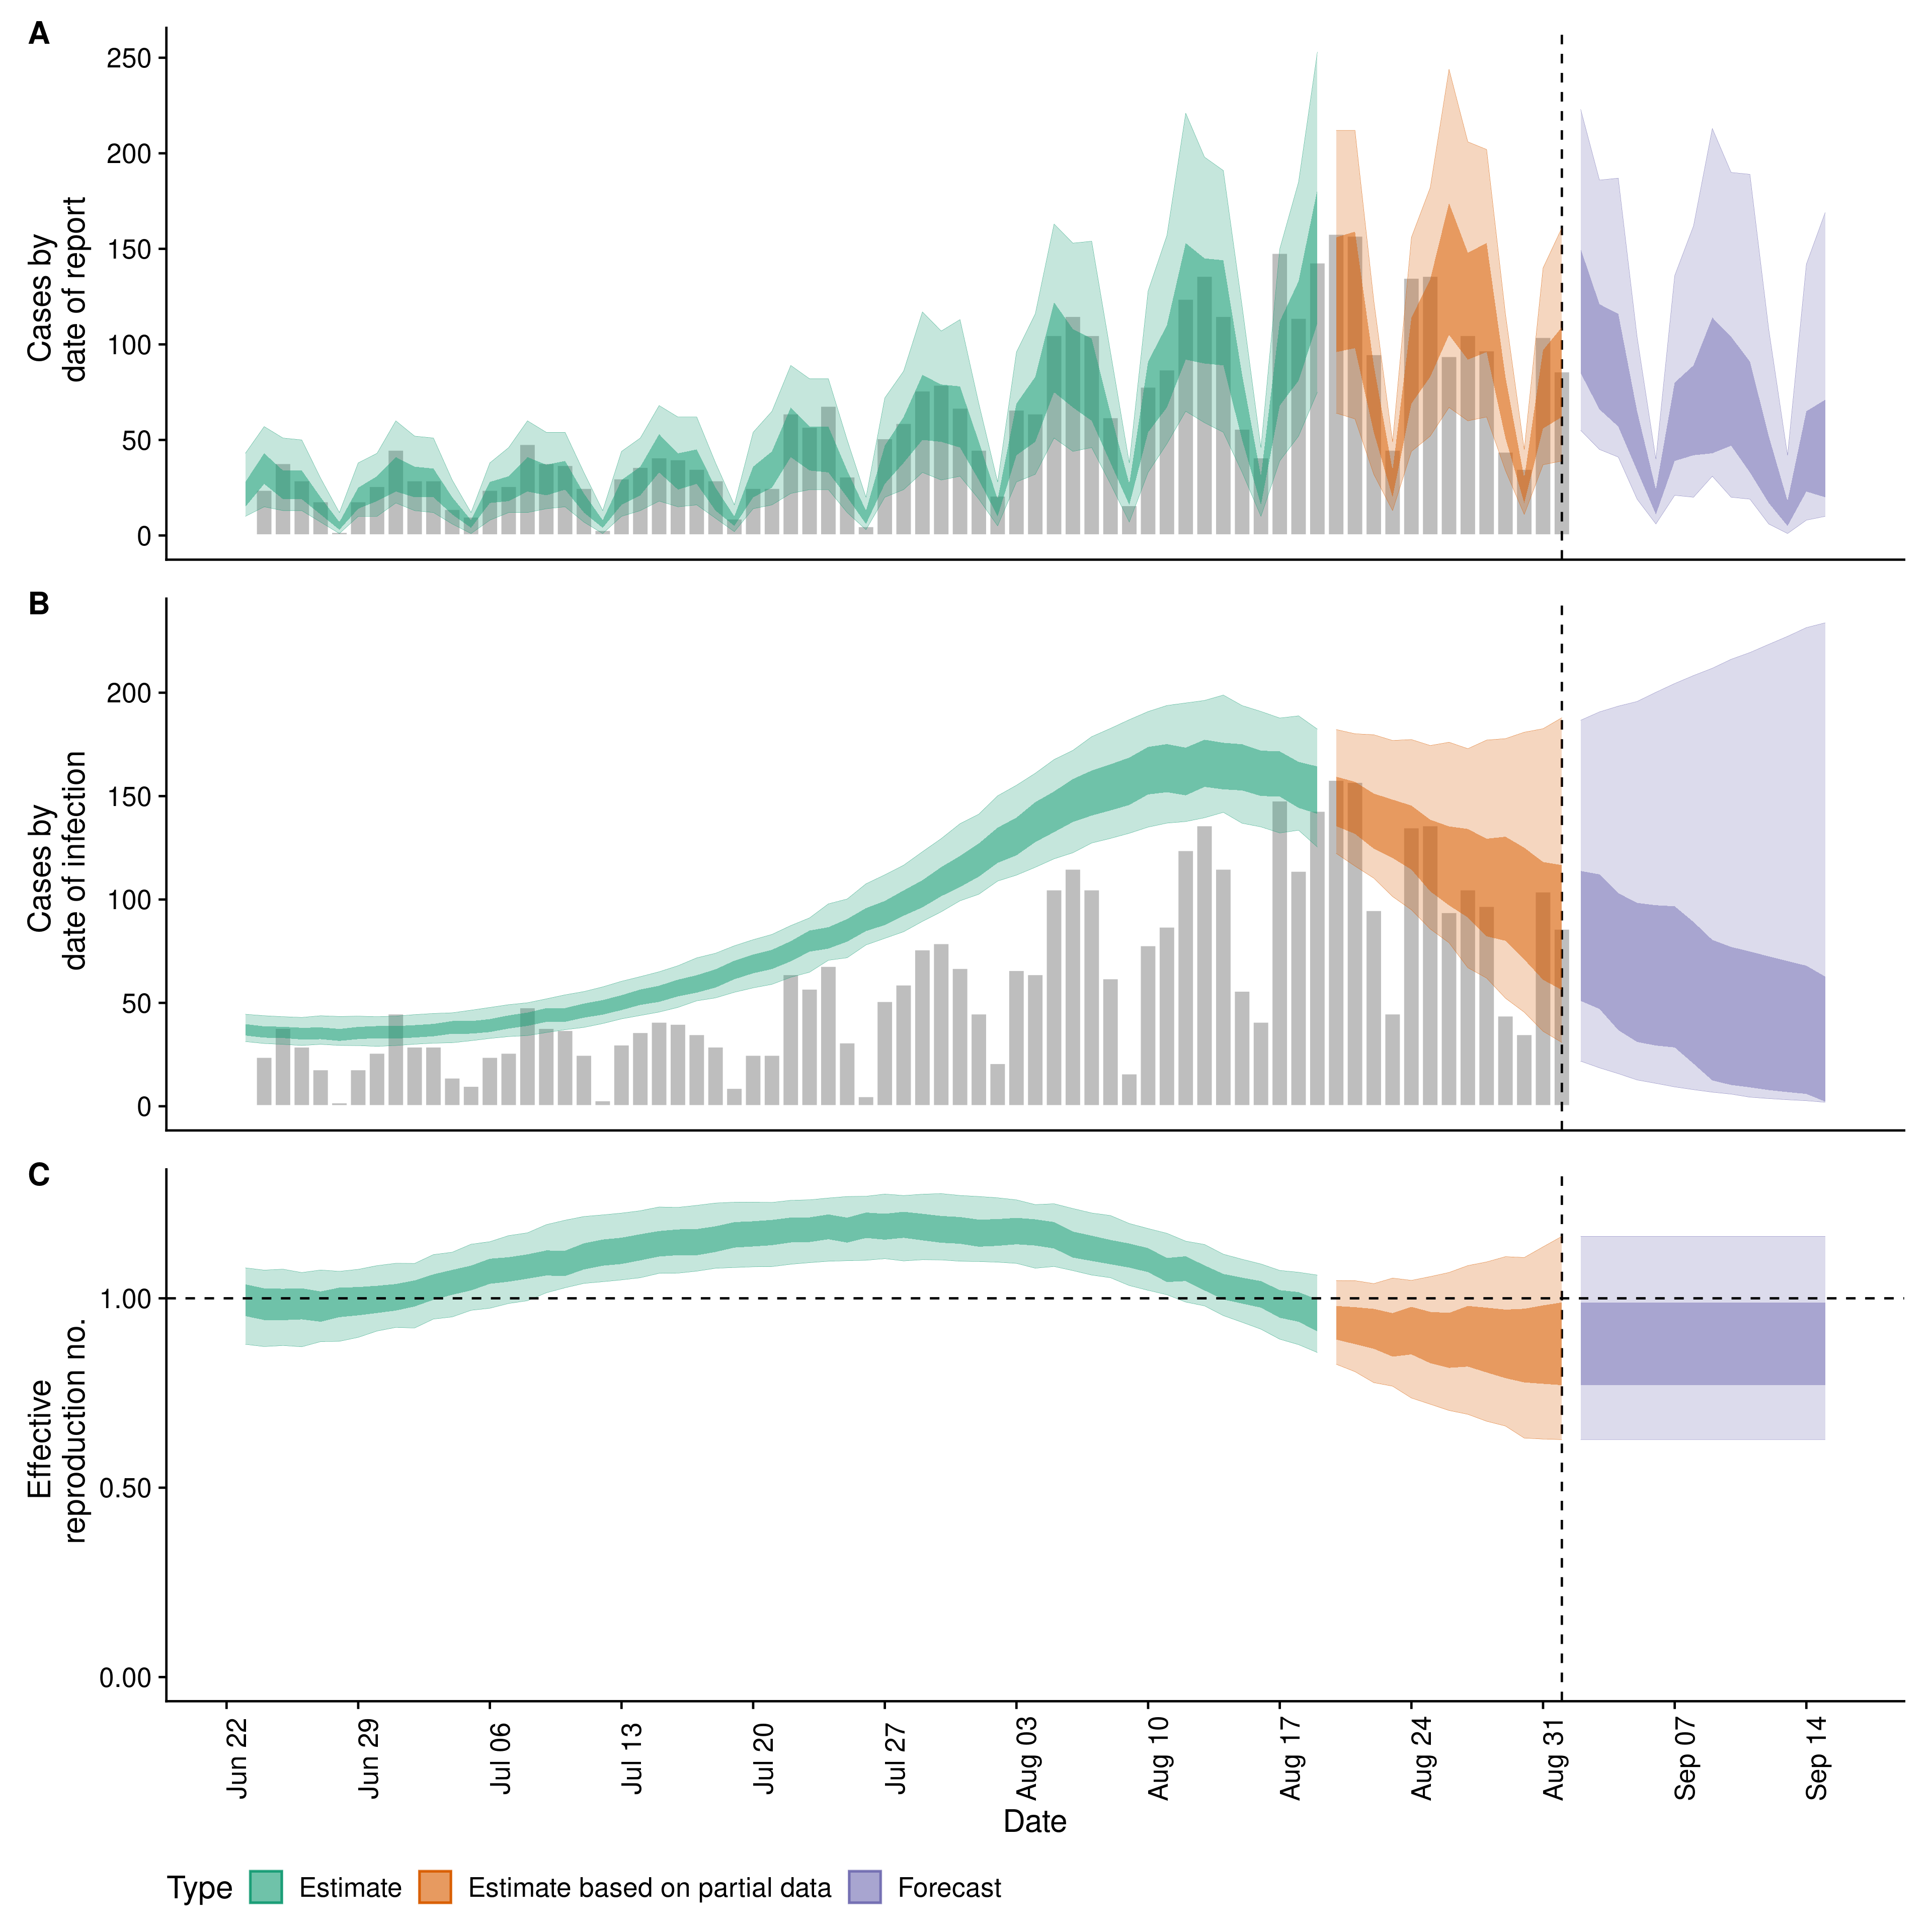 A
250
200
150
100
50
0
Cases by
date of report
B
200
150
100
50
0
Cases by
date of infection
C
1.00
0.50
0.00
Effective
reproduction no.
Jun 22
Jun 29
Jul 06
Jul 13
Jul 20
Jul 27
Aug 03
Aug 10
Aug 17
Aug 24
Aug 31
Sep 07
Sep 14
Date
Type Estimate Estimate based on partial data Forecast